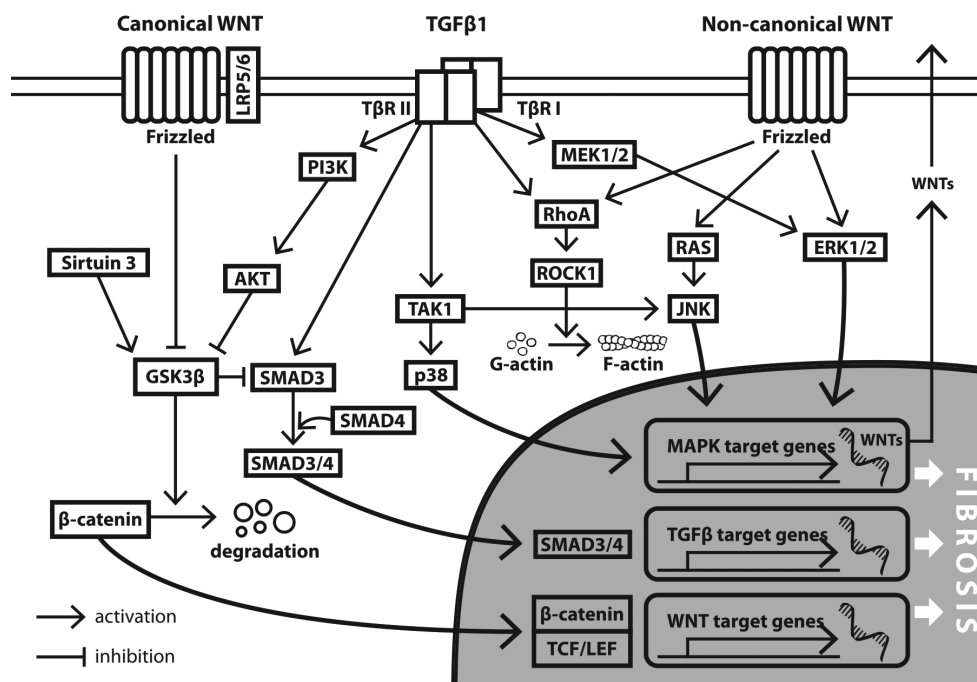 Canonical WNT
TGFβ1
Non-canonical WNT
LRP5/6
Frizzled
TβR II
TβR I
Frizzled
PI3K
MEK1/2
WNTs
RhoA
Sirtuin 3
AKT
ROCK1
RAS
ERK1/2
TAK1
JNK
G-actin
F-actin
GSK3β
SMAD3
p38
SMAD4
SMAD3/4
MAPK target genes
WNTs
β-catenin
degradation
SMAD3/4
TGFβ target genes
β-catenin
TCF/LEF
WNT target genes
FIBROSIS
activation
inhibition